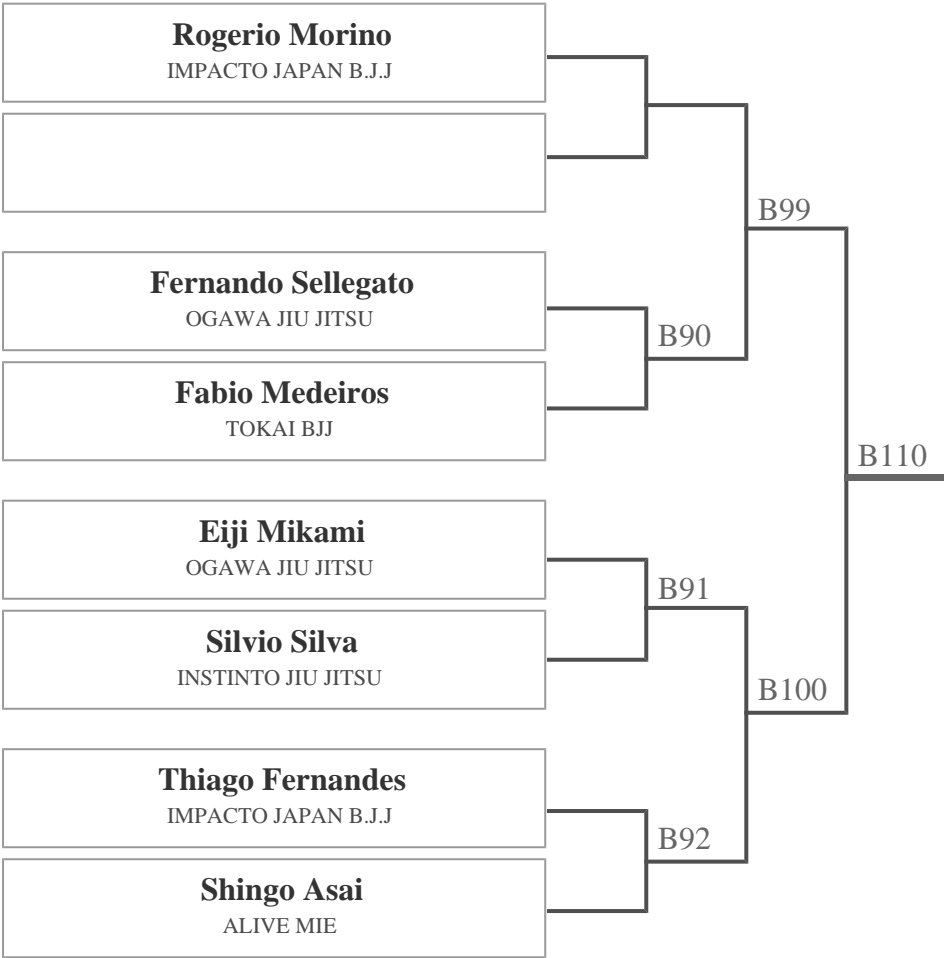 Rogerio Morino
IMPACTO JAPAN B.J.J
B99
Fernando Sellegato
OGAWA JIU JITSU
B90
Fabio Medeiros
TOKAI BJJ
B110
Eiji Mikami
OGAWA JIU JITSU
B91
Silvio Silva
INSTINTO JIU JITSU
B100
Thiago Fernandes
IMPACTO JAPAN B.J.J
B92
Shingo Asai
ALIVE MIE